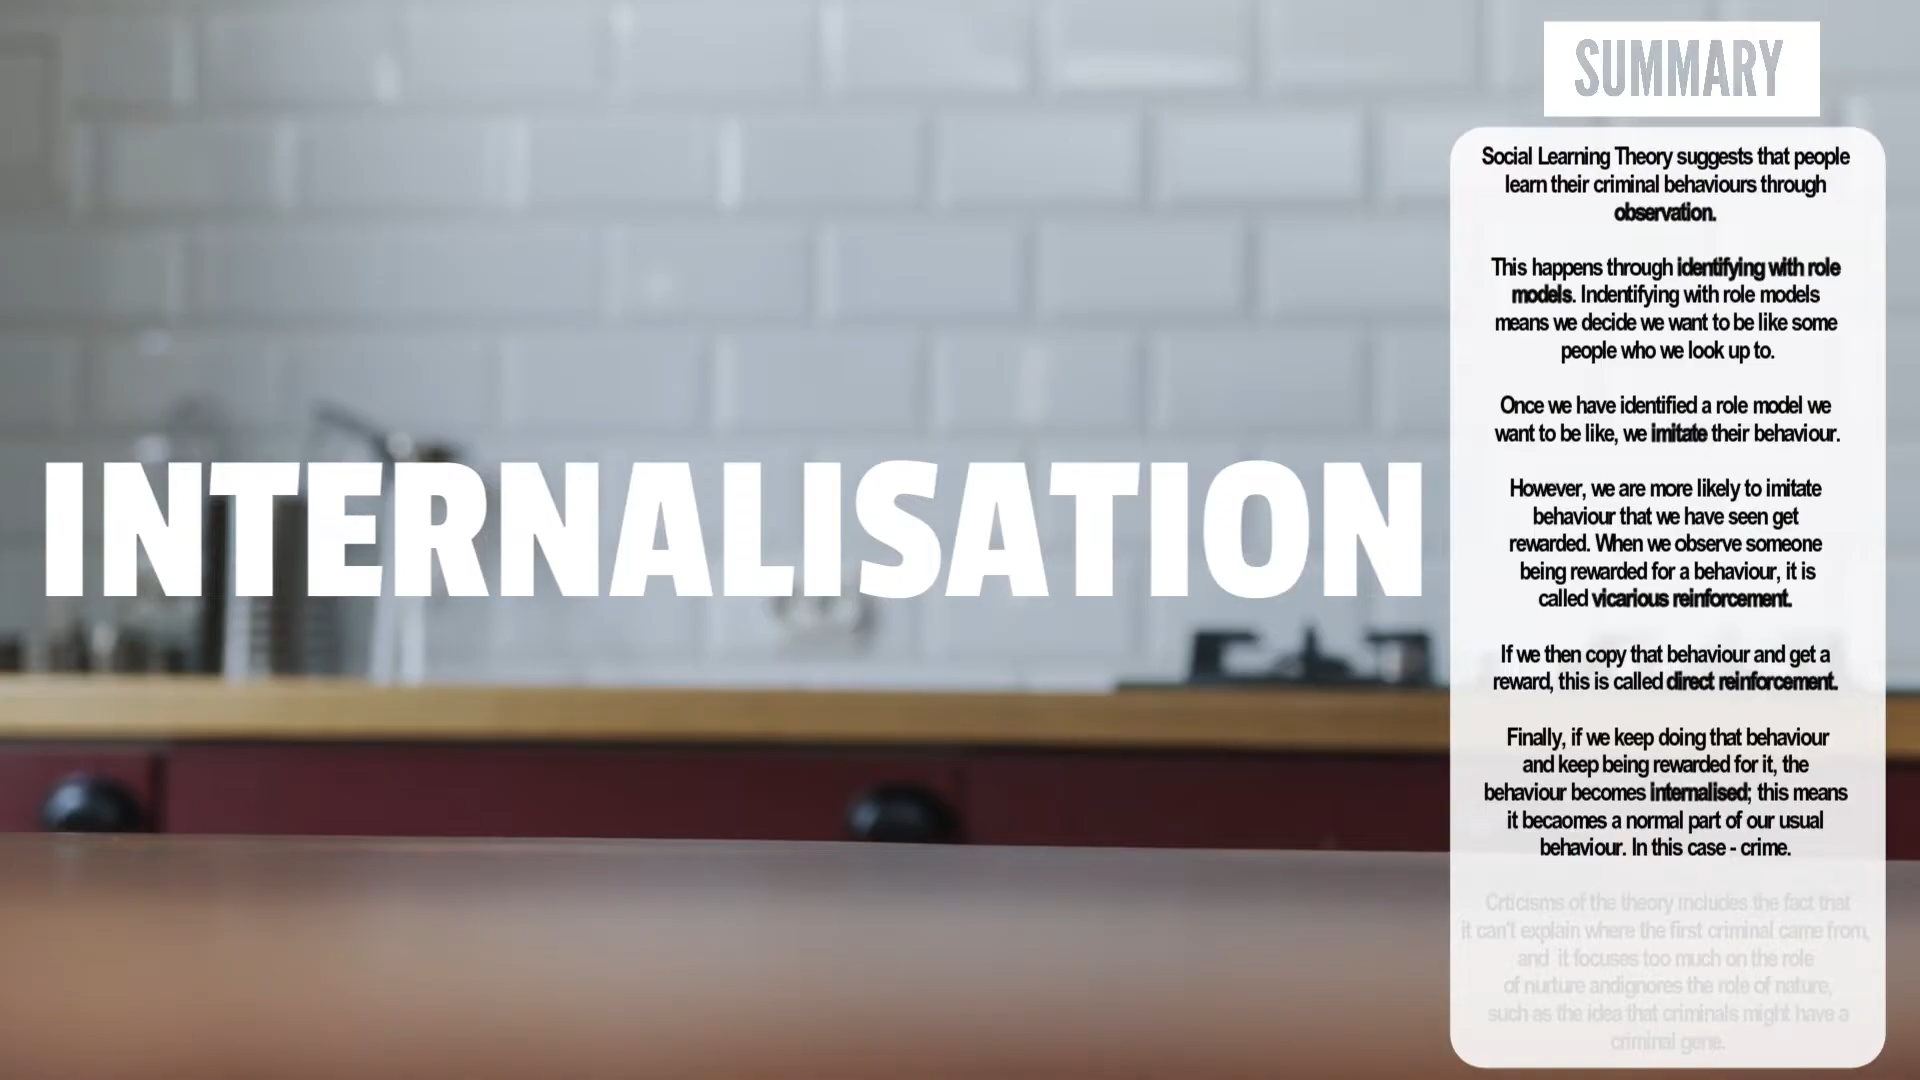 SUMMARY
Social Learning Theory suggests that people
learn their criminal behaviours through
observation.
This happens through identifying with role
models. Indentifying with role models
means we decide we want to be like some
people who we look up to.
Once we have identified a role model we
want to be like, we imitate their behaviour.
However, we are more likely to imitate
behaviour that we have seen get
rewarded. When we observe someone
being rewarded for a behaviour, it is
called vicarious reinforcement.
If we then copy that behaviour and get a
reward, this is called direct reinforcement.
Finally, if we keep doing that behaviour
and keep being rewarded for it, the
behaviour becomes internalised; this means
it becaomes a normal part of our usual
behaviour. In this case - crime.
Crticisms of the theory includes the fact that
it can't explain where the first criminal came from,
and it focuses too much on the role
of nurture andignores the role of nature,
such as the idea that criminals might have a
criminal gene.
INTERNALISATION